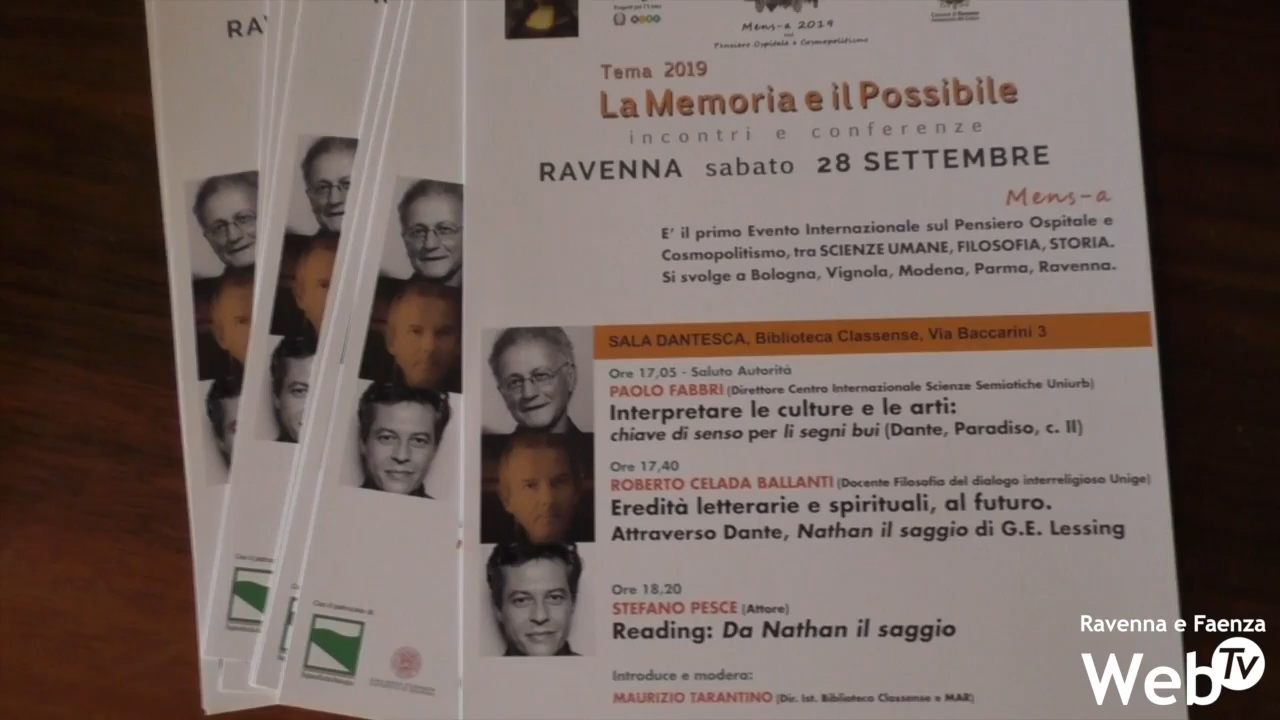 RA
Mens-a 2019
Pensiero Ospitale e Cosmopolitismo
Tema 2019
La Memoria e il Possibile
incontri e conferenze
RAVENNA sabato 28 SETTEMBRE
Mens-a
E' il primo Evento Internazionale sul Pensiero Ospitale e
Cosmopolitismo, tra SCIENZE UMANE, FILOSOFIA, STORIA.
Si svolge a Bologna, Vignola, Modena, Parma, Ravenna.
SALA DANTESCA, Biblioteca Classense, Via Baccarini 3
Ore 17,05 - Saluto Autorità
PAOLO FABBRI (Direttore Centro Internazionale Scienze Semiotiche Uniurb)
Interpretare le culture e le arti:
chiave di senso per li segni bui (Dante, Paradiso, c. II)
Ore 17,40
ROBERTO CELADA BALLANTI (Docente Filosofia del dialogo interreligioso Unige)
Eredità letterarie e spirituali, al futuro.
Attraverso Dante, Nathan il saggio di G.E. Lessing
Ore 18,20
STEFANO PESCE (Attore)
Reading: Da Nathan il saggio
Introduce e modera:
MAURIZIO TARANTINO (Dir. Ist. Biblioteca Classense e MAR)
Con il patrocinio di
Ravenna e Faenza
WebTv